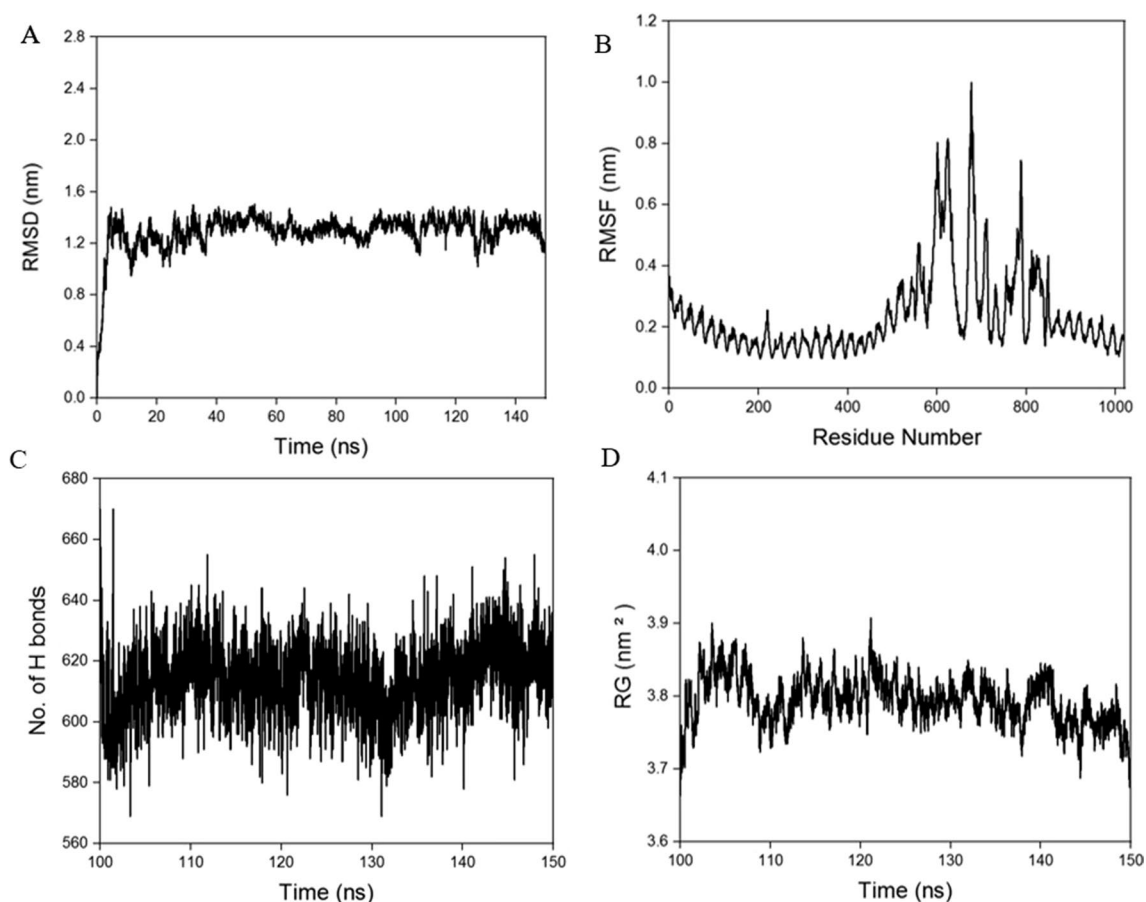 A
2.8
2.4
2.0
1.6
1.2
0.8
0.4
0.0
RMSD (nm)
0 20 40 60 80 100 120 140
Time (ns)
B
1.2
1.0
0.8
0.6
0.4
0.2
0.0
RMSF (nm)
0 200 400 600 800 1000
Residue Number
C
680
660
640
620
600
580
560
No. of H bonds
100 110 120 130 140 150
Time (ns)
D
4.1
4.0
3.9
3.8
3.7
3.6
RG (nm ² )
100 110 120 130 140 150
Time (ns)